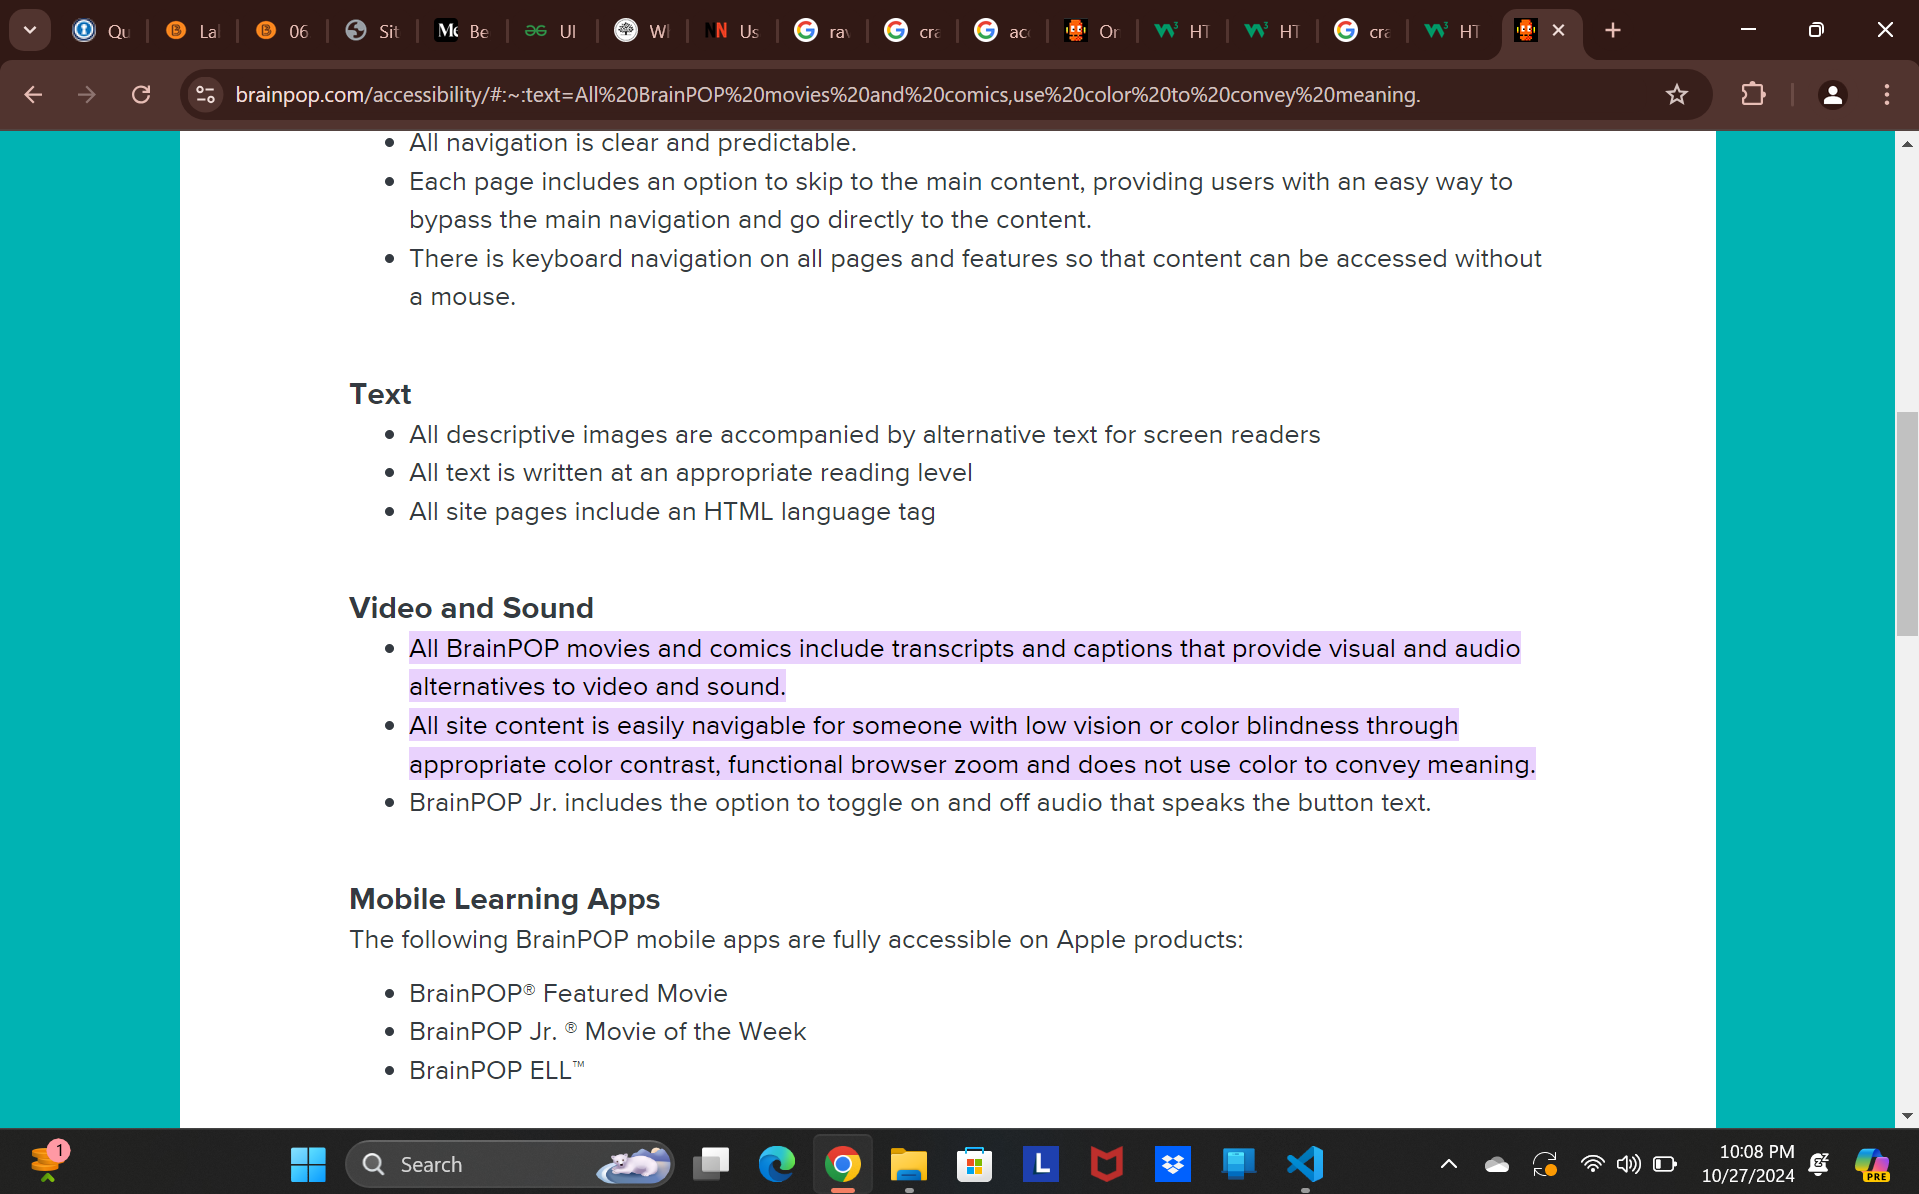 Qu
Lal
06
Sit
Me Be
UI
Wl
NN Us
rav
cra
acc
On
HT
HT
cra
HT
brainpop.com/accessibility/#:~:text=All%20BrainPOP%20movies%20and%20comics,use%20color%20to%20convey%20meaning.
• All navigation is clear and predictable.
• Each page includes an option to skip to the main content, providing users with an easy way to
bypass the main navigation and go directly to the content.
• There is keyboard navigation on all pages and features so that content can be accessed without
a mouse.
Text
• All descriptive images are accompanied by alternative text for screen readers
• All text is written at an appropriate reading level
• All site pages include an HTML language tag
Video and Sound
• All BrainPOP movies and comics include transcripts and captions that provide visual and audio
alternatives to video and sound.
• All site content is easily navigable for someone with low vision or color blindness through
appropriate color contrast, functional browser zoom and does not use color to convey meaning.
• BrainPOP Jr. includes the option to toggle on and off audio that speaks the button text.
Mobile Learning Apps
The following BrainPOP mobile apps are fully accessible on Apple products:
• BrainPOP® Featured Movie
• BrainPOP Jr. ® Movie of the Week
• BrainPOP ELL™
1
Search
L
10:08 PM
10/27/2024
PRE